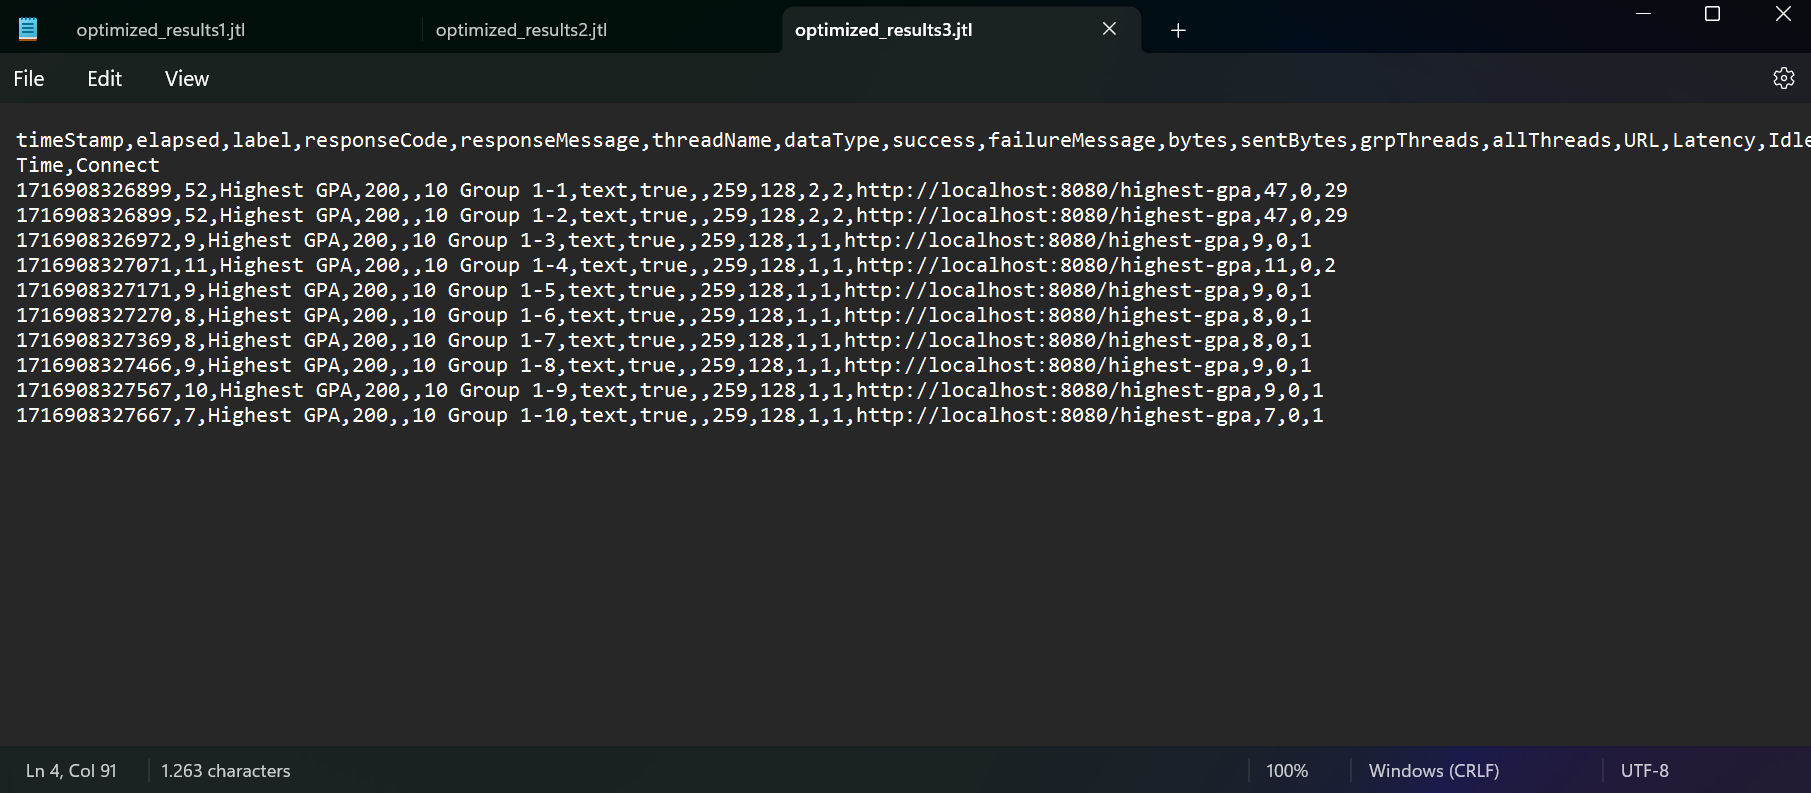 optimized_results1.jtl optimized_results2.jtl optimized_results3.jtl
File Edit View
timeStamp,elapsed,label,responseCode,responseMessage,threadName,dataType,success,failureMessage,bytes,sentBytes,grpThreads,allThreads,URL,Latency,Idle
Time,Connect
1716908326899,52,Highest GPA,200,,10 Group 1-1,text,true,,259,128,2,2,http://localhost:8080/highest-gpa,47,0,29
1716908326899,52,Highest GPA,200,,10 Group 1-2,text,true,,259,128,2,2,http://localhost:8080/highest-gpa,47,0,29
1716908326972,9,Highest GPA,200,,10 Group 1-3,text,true,,259,128,1,1,http://localhost:8080/highest-gpa,9,0,1
1716908327071,11,Highest GPA,200,,10 Group 1-4,text,true,,259,128,1,1,http://localhost:8080/highest-gpa,11,0,2
1716908327171,9,Highest GPA,200,,10 Group 1-5,text,true,,259,128,1,1,http://localhost:8080/highest-gpa,9,0,1
1716908327270,8,Highest GPA,200,,10 Group 1-6,text,true,,259,128,1,1,http://localhost:8080/highest-gpa,8,0,1
1716908327369,8,Highest GPA,200,,10 Group 1-7,text,true,,259,128,1,1,http://localhost:8080/highest-gpa,8,0,1
1716908327466,9,Highest GPA,200,,10 Group 1-8,text,true,,259,128,1,1,http://localhost:8080/highest-gpa,9,0,1
1716908327567,10,Highest GPA,200,,10 Group 1-9,text,true,,259,128,1,1,http://localhost:8080/highest-gpa,9,0,1
1716908327667,7,Highest GPA,200,,10 Group 1-10,text,true,,259,128,1,1,http://localhost:8080/highest-gpa,7,0,1
Ln 4, Col 91 1.263 characters 100% Windows (CRLF) UTF-8